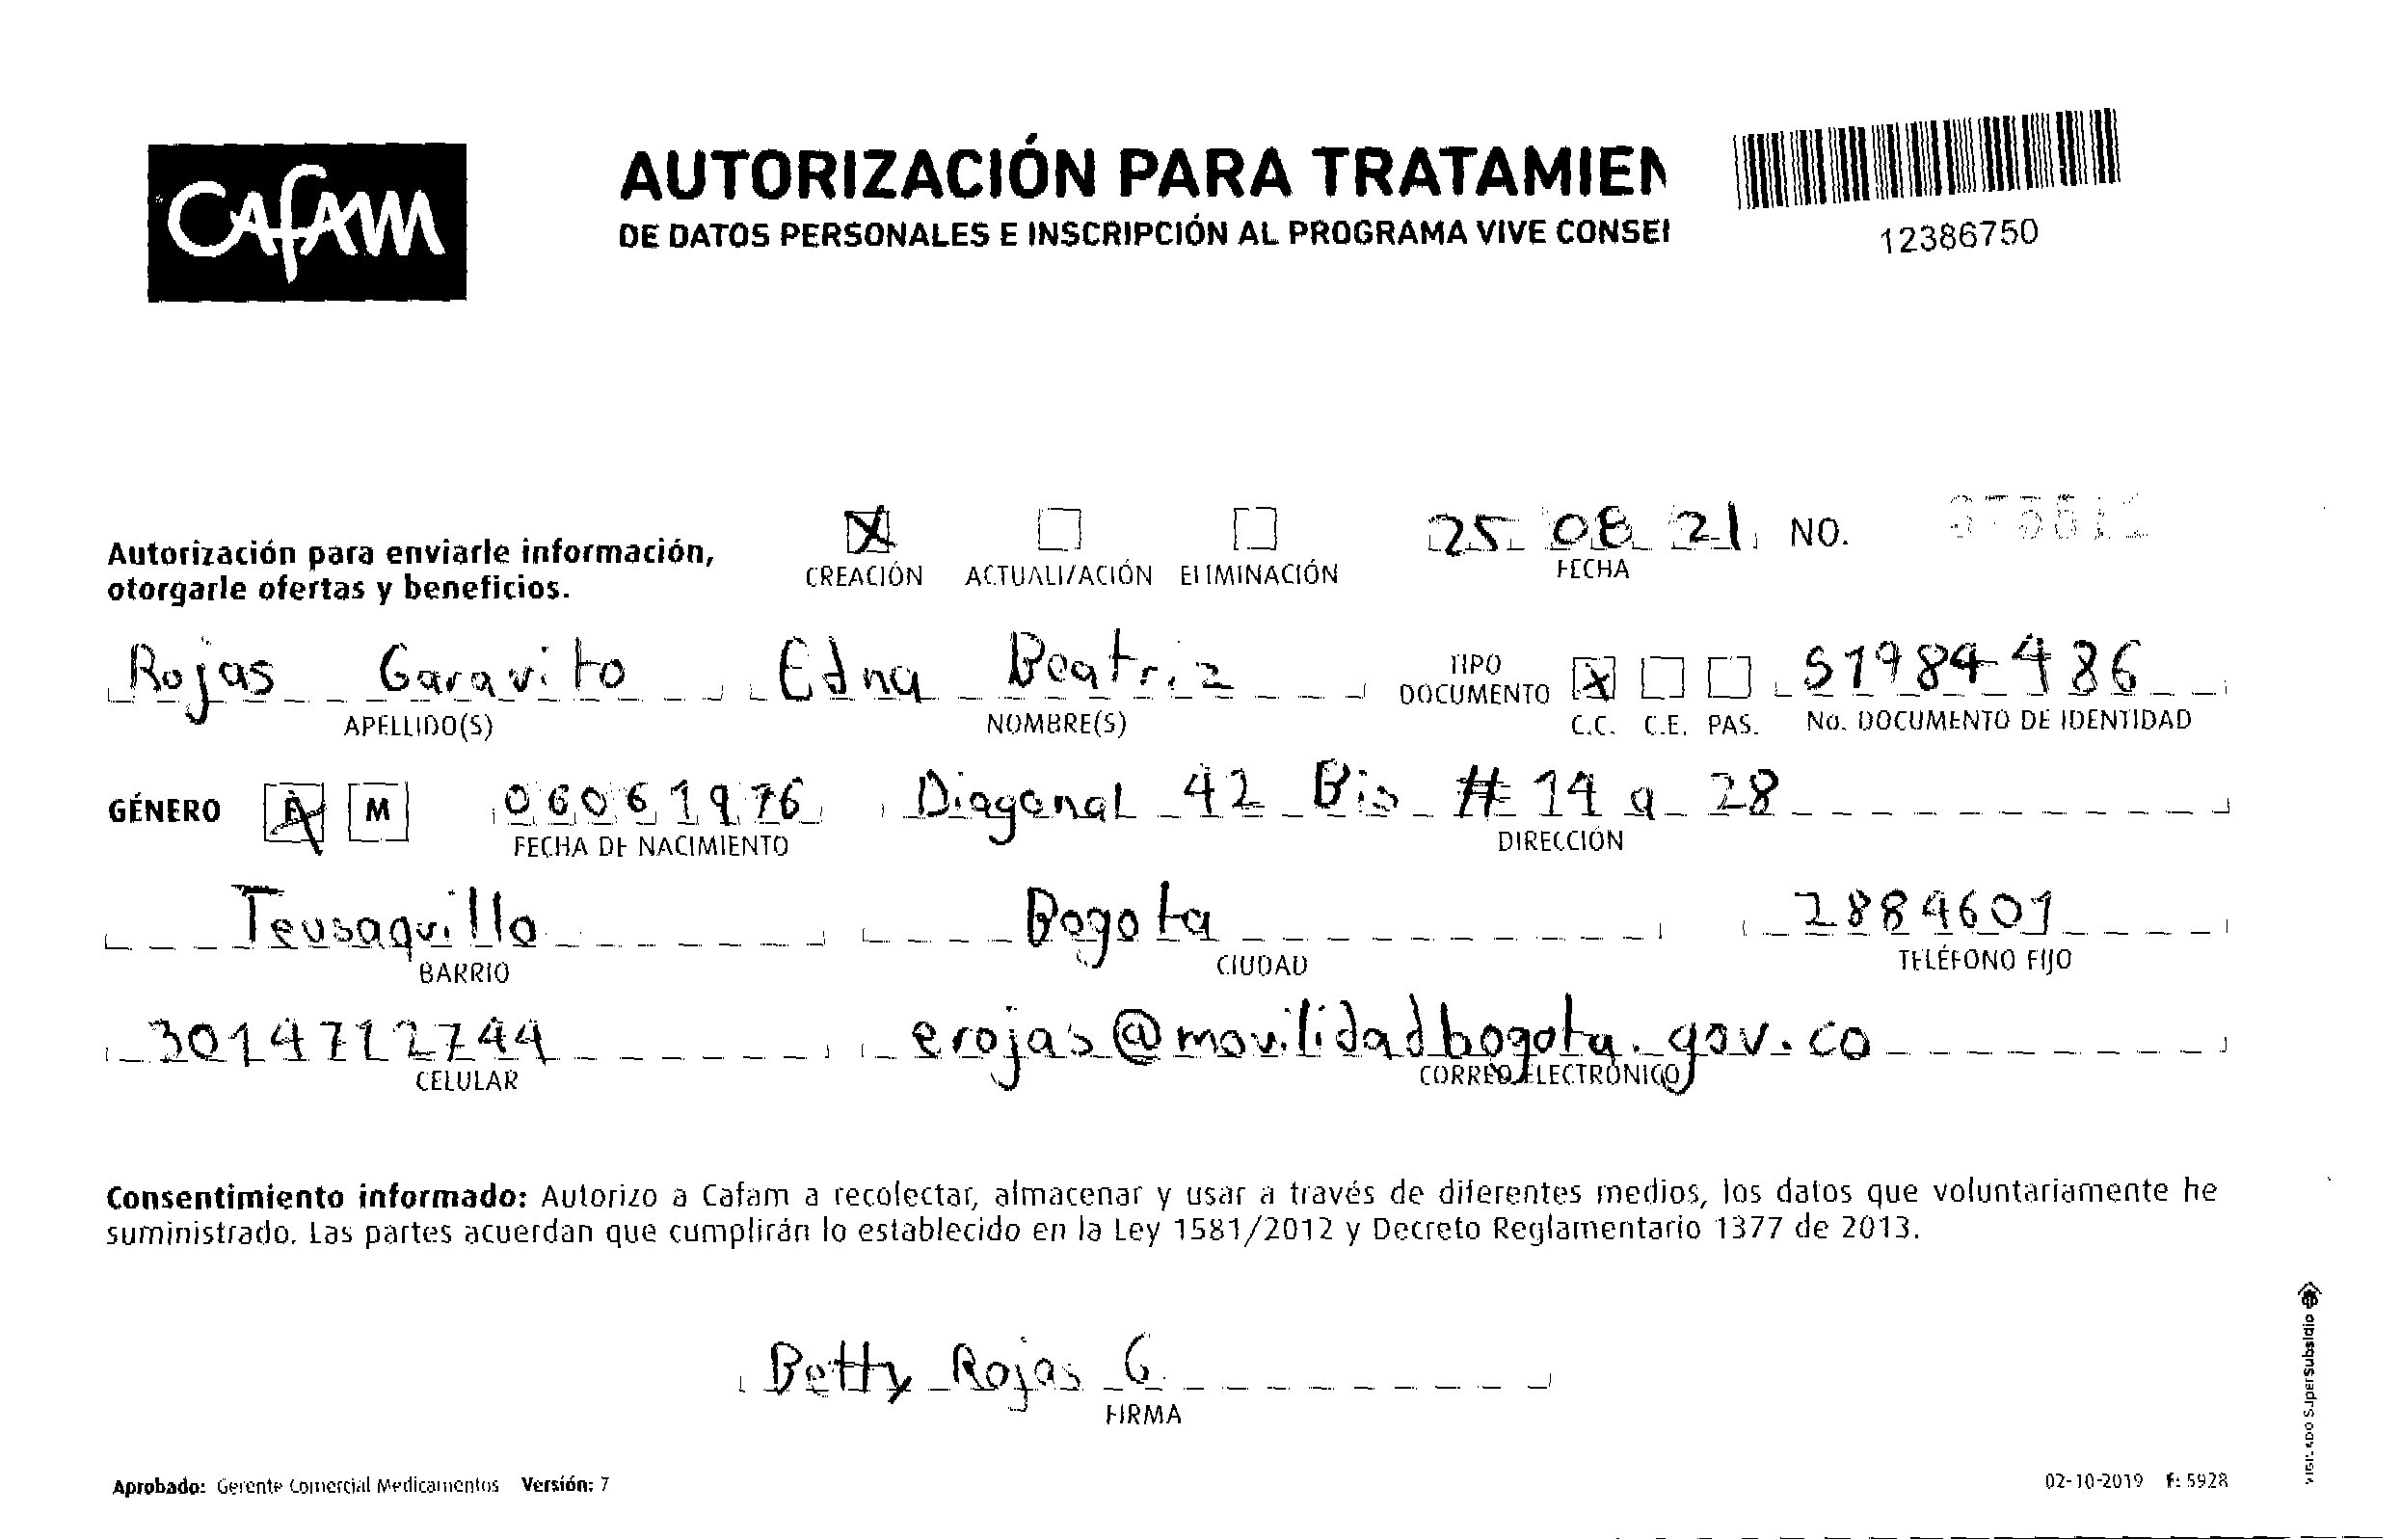 CAfAM
AUTORIZACIÓN PARA TRATAMIEN
DE DATOS PERSONALES E INSCRIPCIÓN AL PROGRAMA VIVE CONSE
12386750
Autorización para enviarle información,
otorgarle ofertas y beneficios.
X CREACIÓN ACTUALIZACIÓN ELIMINACIÓN
25 08 21 NO.
FECHA
Rojas Garavito Edna Beatriz TIPO DOCUMENTO X 51984486
APELLIDO(S) NOMBRE(S) C.C. C.E. PAS. No. DOCUMENTO DE IDENTIDAD
GÉNERO F M 06061976 Diagonal 42 Bis # 14 a 28
FECHA DE NACIMIENTO DIRECCIÓN
Teusaquillo Bogota 2884601
BARRIO CIUDAD TELÉFONO FIJO
3014712744 erojas@movilidadbogota.gov.co
CELULAR CORREO ELECTRÓNICO
Consentimiento informado: Autorizo a Cafam a recolectar, almacenar y usar a través de diferentes medios, los datos que voluntariamente he
suministrado. Las partes acuerdan que cumplirán lo establecido en la Ley 1581/2012 y Decreto Reglamentario 1377 de 2013.
Betty Rojas G
FIRMA
Aprobado: Gerente Comercial Medicamentos Versión: 7
02-10-2019 f: 5928
VIGILADO SuperSubsidio